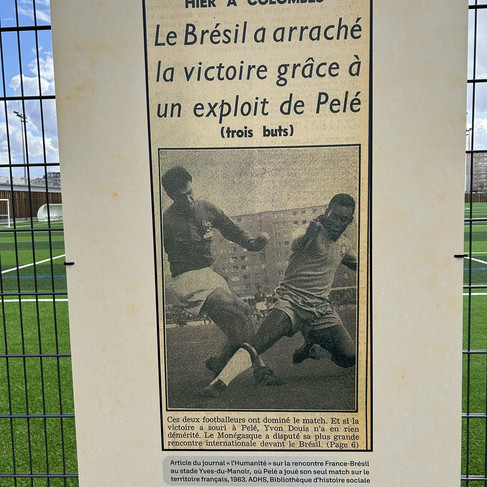 HIER A COLOMBES
Le Brésil a arraché
la victoire grâce à
un exploit de Pelé
(trois buts)
Ces deux footballeurs ont dominé le match. Et si la
victoire a souri à Pelé, Yvon Douis n'a en rien
démérité. Le Monégasque a disputé sa plus grande
rencontre internationale devant le Brésil. (Page 6)
Article du journal « l'Humanité » sur la rencontre France-Brésil
au stade Yves-du-Manoir, où Pelé a joué son seul match sur le
territoire français, 1963. ADHS, Bibliothèque d'histoire sociale